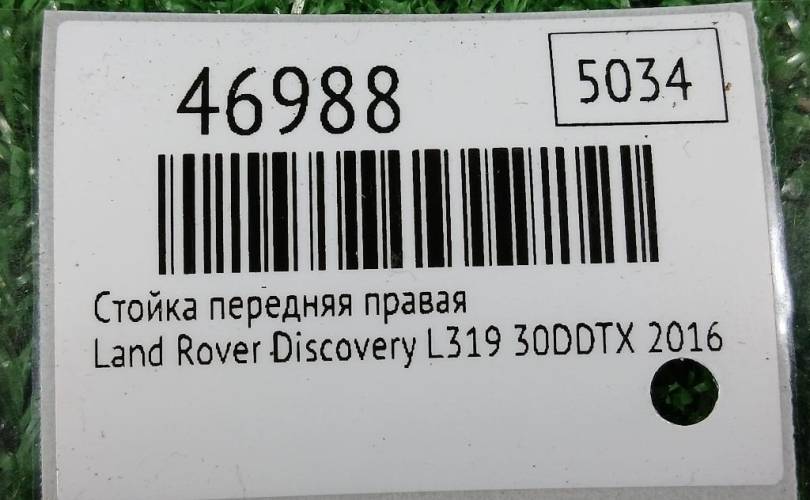 46988
5034
Стойка передняя правая
Land Rover Discovery L319 30DDTX 2016